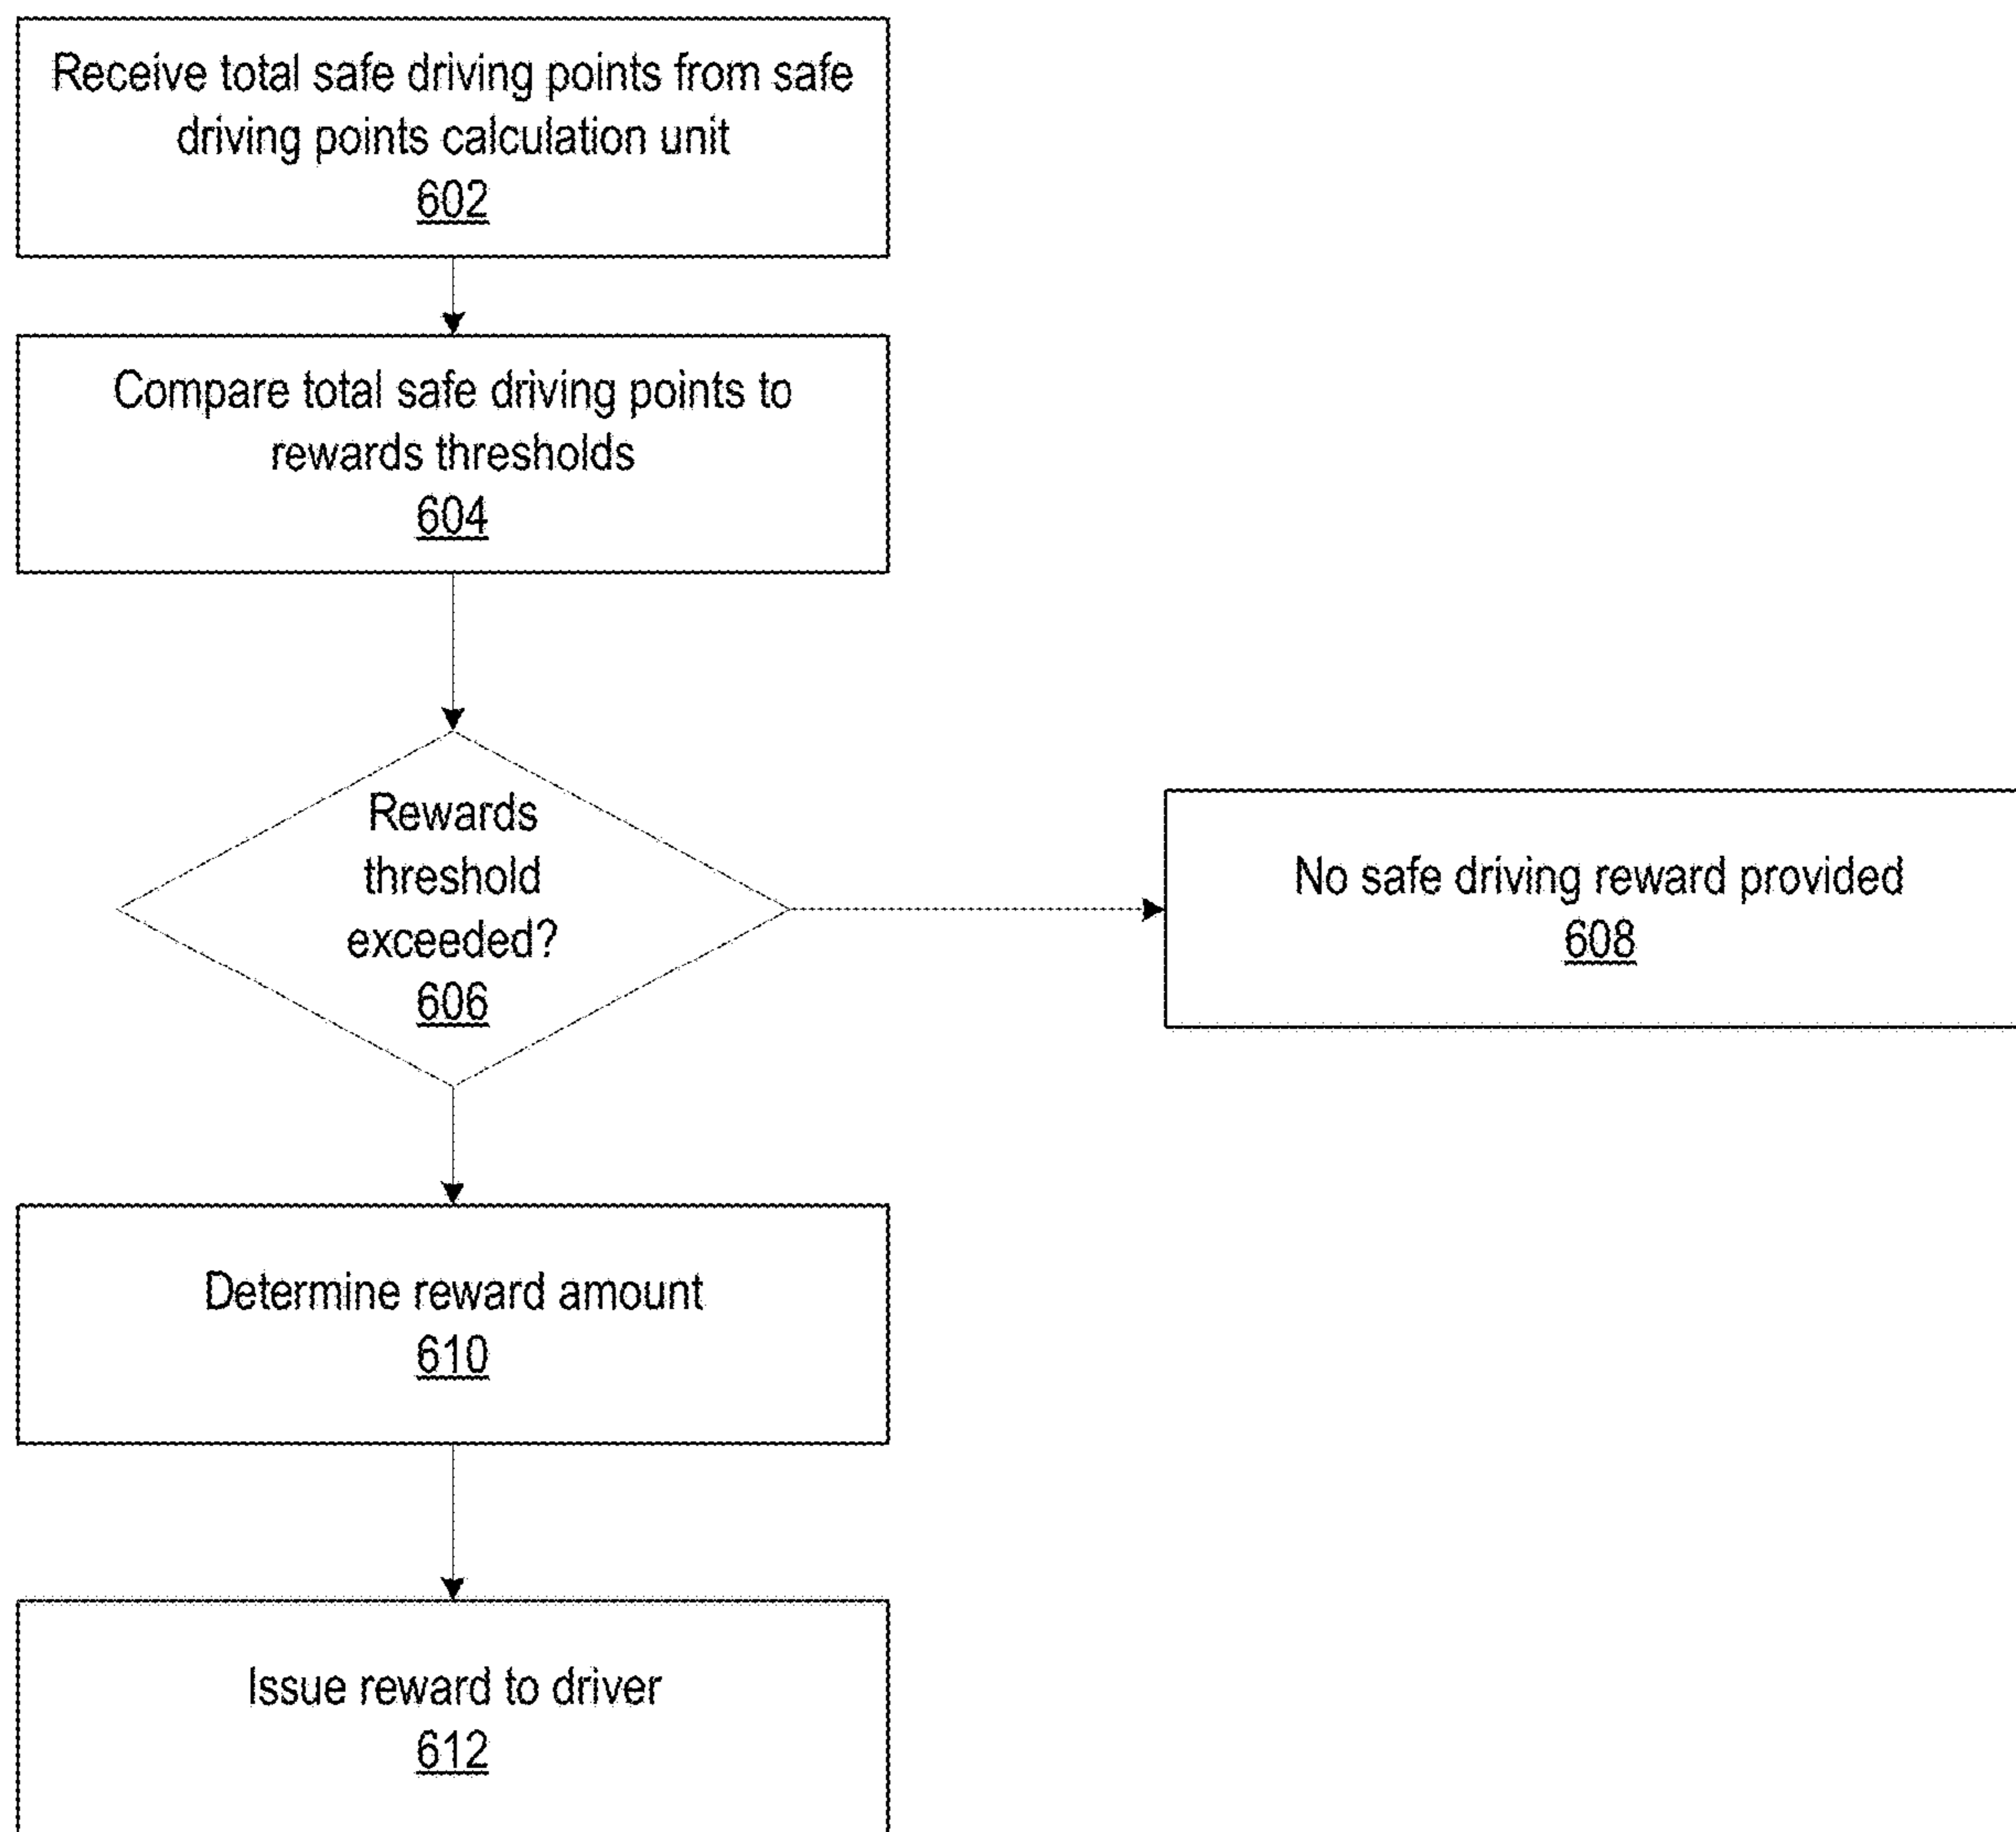 Receive total safe driving points from safe
driving points calculation unit
602
Compare total safe driving points to
rewards thresholds
604
Rewards
threshold
exceeded?
606
No safe driving reward provided
608
Determine reward amount
610
Issue reward to driver
612